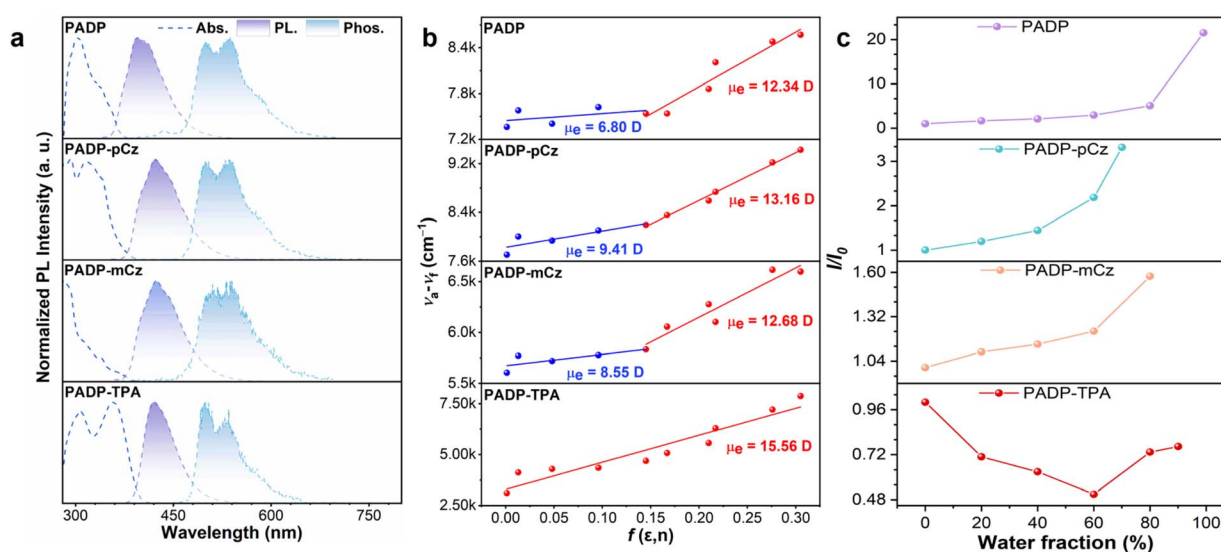 a
PADP
Abs.
PL.
Phos.
PADP-pCz
PADP-mCz
PADP-TPA
Normalized PL Intensity (a. u.)
300
450
600
750
Wavelength (nm)
b
PADP
8.4k
7.8k
7.2k
μe = 12.34 D
μe = 6.80 D
PADP-pCz
9.2k
8.4k
7.6k
μe = 13.16 D
μe = 9.41 D
PADP-mCz
6.5k
6.0k
5.5k
μe = 12.68 D
μe = 8.55 D
PADP-TPA
7.50k
5.00k
2.50k
μe = 15.56 D
νa-νf (cm⁻¹)
0.00
0.05
0.10
0.15
0.20
0.25
0.30
f (ε,n)
c
PADP
20
10
0
PADP-pCz
3
2
1
PADP-mCz
1.60
1.32
1.04
PADP-TPA
0.96
0.72
0.48
I/I0
0
20
40
60
80
100
Water fraction (%)